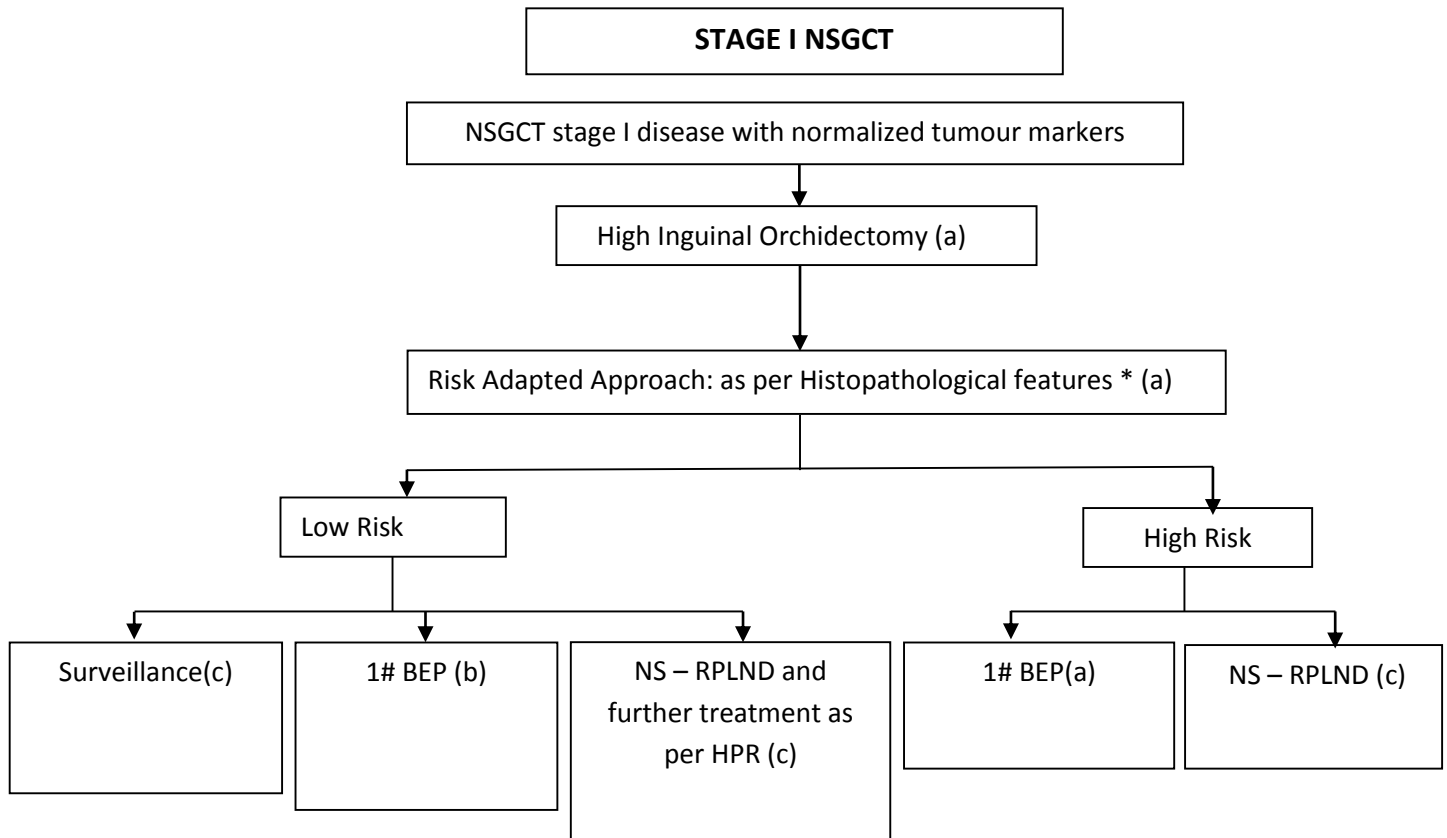 STAGE I NSGCT
NSGCT stage I disease with normalized tumour markers
High Inguinal Orchidectomy (a)
Risk Adapted Approach: as per Histopathological features * (a)
Low Risk
High Risk
Surveillance(c)
1# BEP (b)
NS – RPLND and
further treatment as
per HPR (c)
1# BEP(a)
NS – RPLND (c)